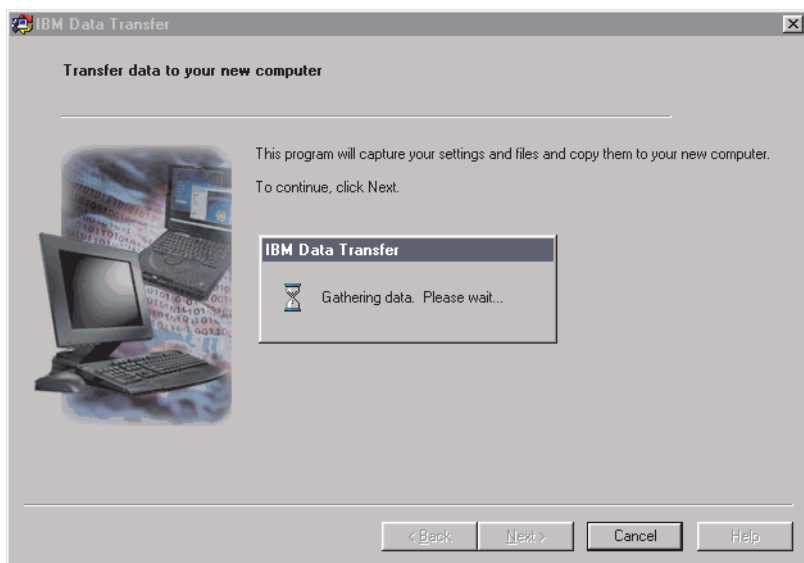 IBM Data Transfer
Transfer data to your new computer
This program will capture your settings and files and copy them to your new computer.
To continue, click Next.
IBM Data Transfer
Gathering data.  Please wait...
< Back Next > Cancel Help